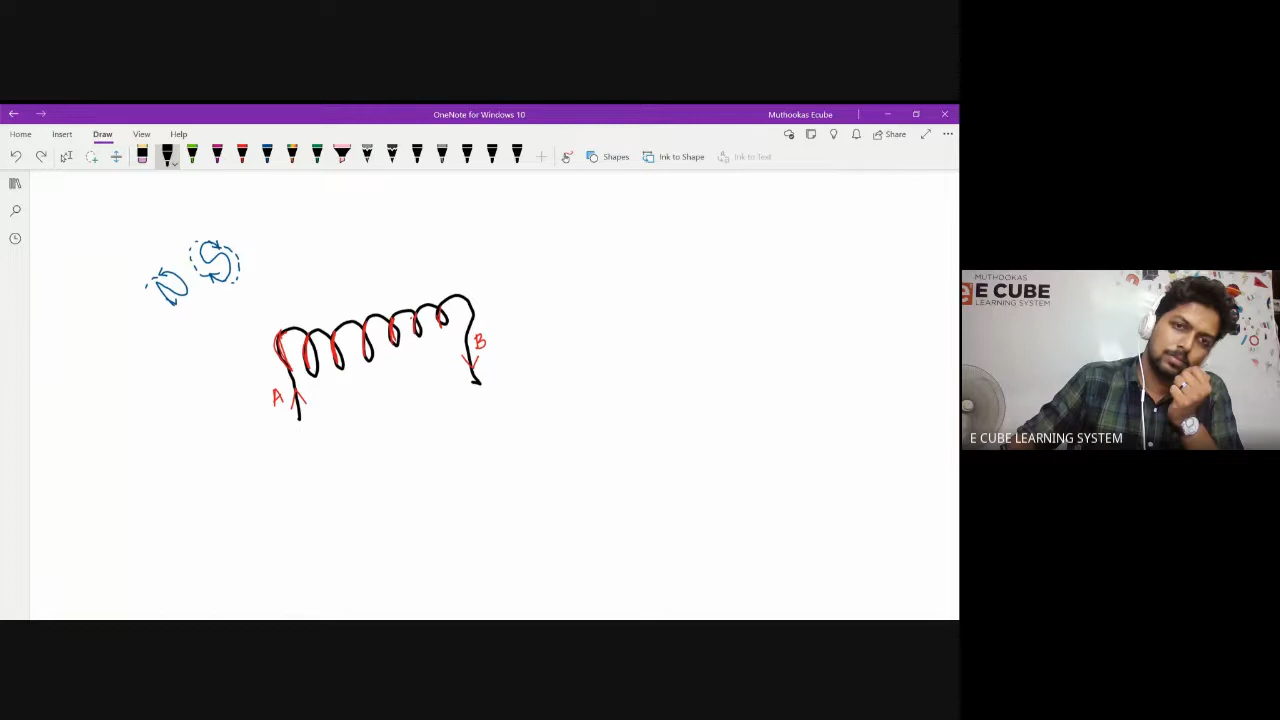 OneNote for Windows 10
Muthookas Ecube
Home Insert Draw View Help
Share
Shapes
Ink to Shape
Ink to Text
N S
A
B
MUTHOOKAS
E CUBE
LEARNING SYSTEM
E CUBE LEARNING SYSTEM